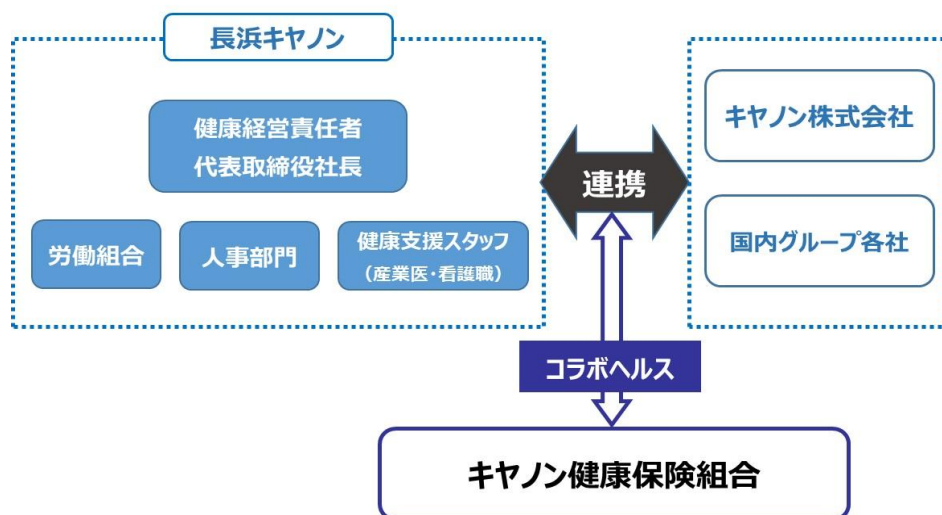 長浜キヤノン
健康経営責任者
代表取締役社長
労働組合
人事部門
健康支援スタッフ
（産業医・看護職）
連携
キヤノン株式会社
国内グループ各社
コラボヘルス
キヤノン健康保険組合